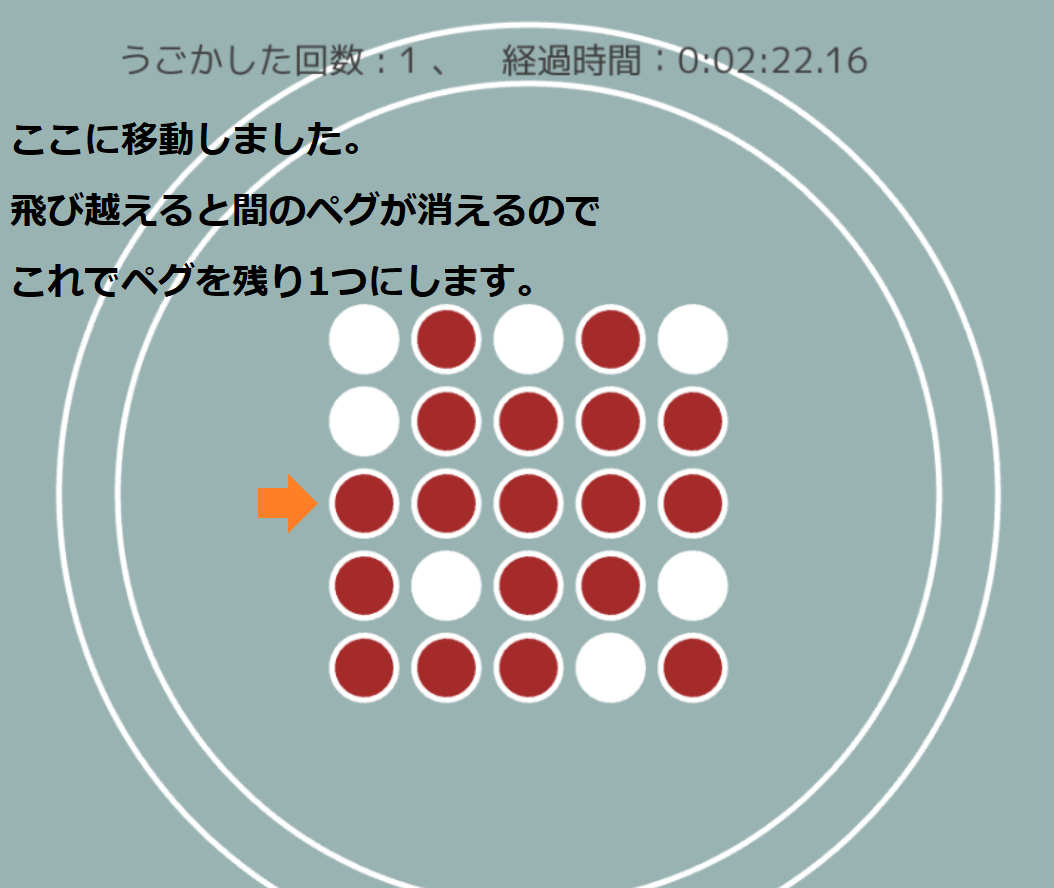 うごかした回数：1 、　経過時間：0:02:22.16
ここに移動しました。
飛び越えると間のペグが消えるので
これでペグを残り1つにします。